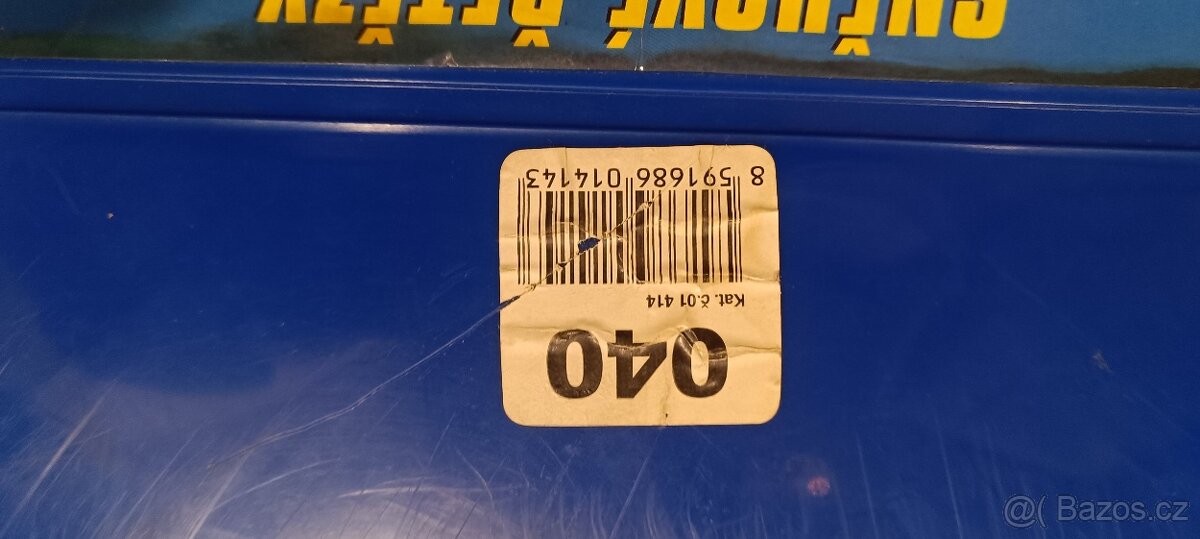 040
Kat. č.01 414
8 591686 014143
SNĚHOVÉ ŘETĚZY
@( Bazos.cz